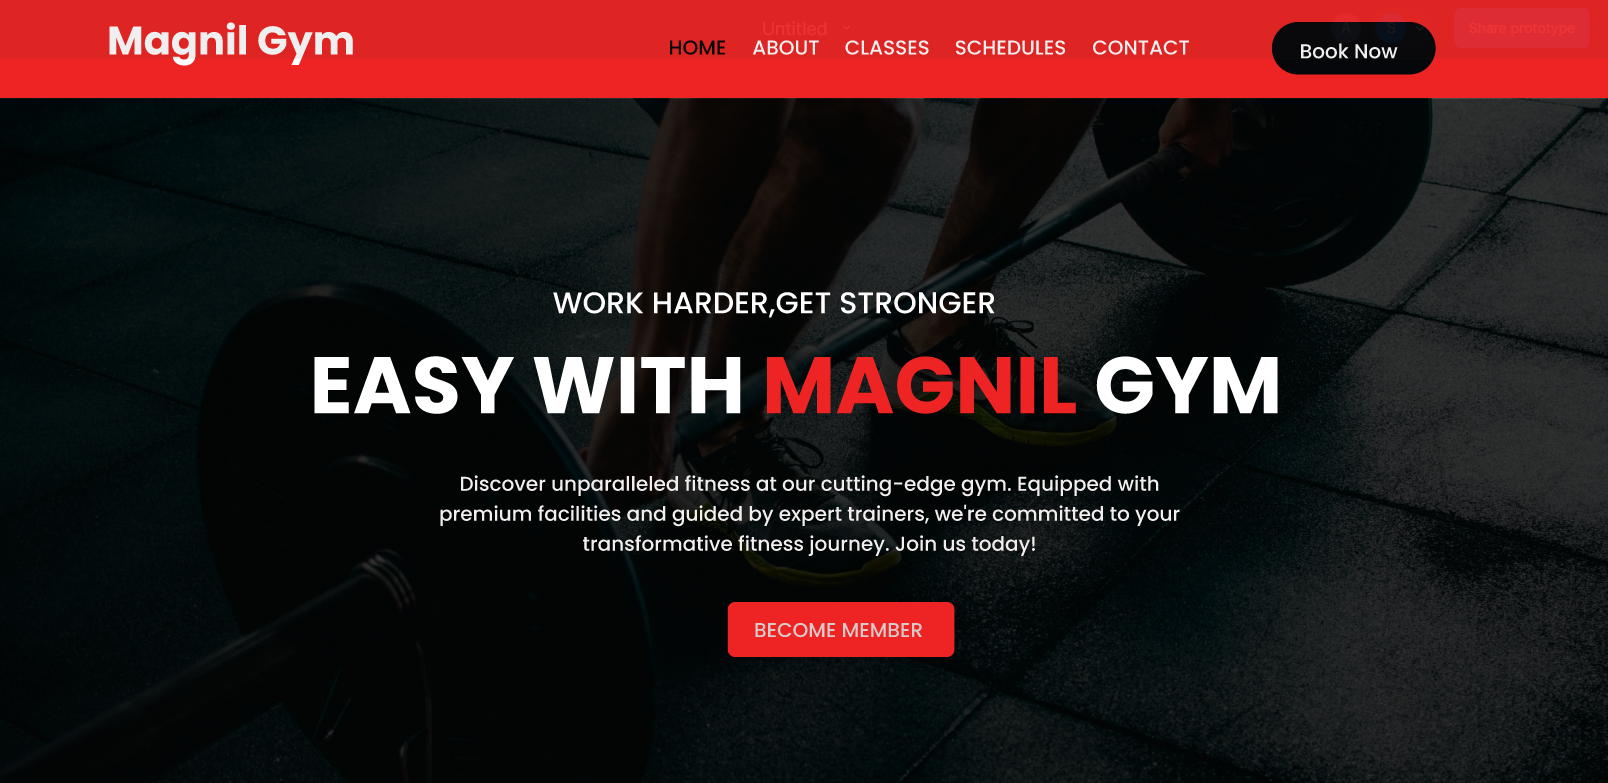 Magnil Gym
Untitled
HOME ABOUT CLASSES SCHEDULES CONTACT
Book Now
A S
Share prototype
WORK HARDER,GET STRONGER
EASY WITH MAGNIL GYM
Discover unparalleled fitness at our cutting-edge gym. Equipped with
premium facilities and guided by expert trainers, we're committed to your
transformative fitness journey. Join us today!
BECOME MEMBER